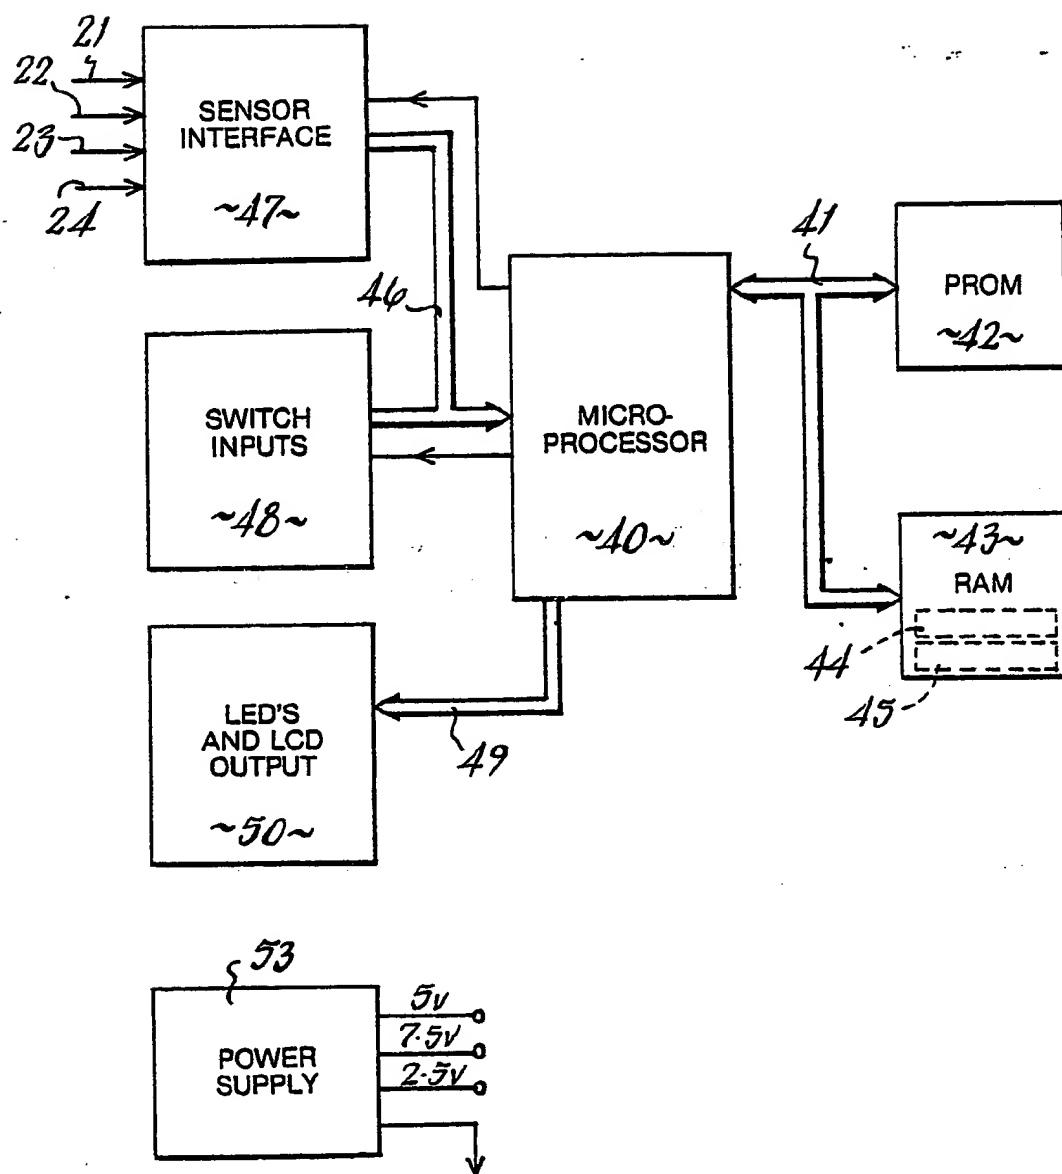 21
22
23
24
SENSOR
INTERFACE
~47~
46
SWITCH
INPUTS
~48~
MICRO-
PROCESSOR
~40~
41
PROM
~42~
~43~
RAM
44
45
LED'S
AND LCD
OUTPUT
~50~
49
53
POWER
SUPPLY
5v
7.5v
2.5v